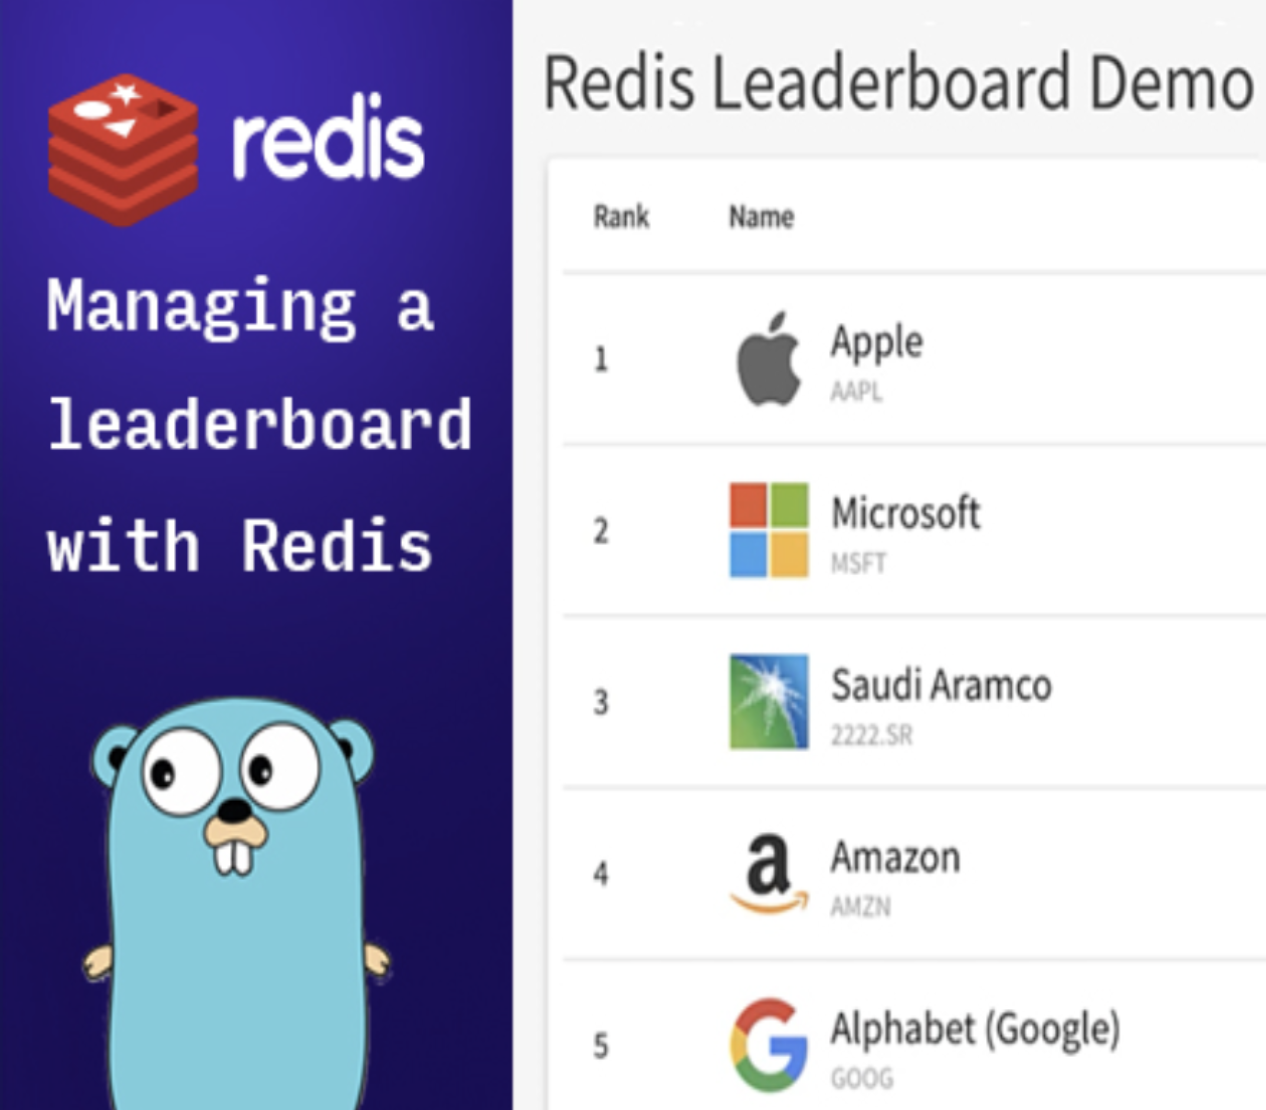 redis
Managing a
leaderboard
with Redis
Redis Leaderboard Demo
Rank Name
1 Apple
AAPL
2 Microsoft
MSFT
3 Saudi Aramco
2222.SR
4 Amazon
AMZN
5 Alphabet (Google)
GOOG